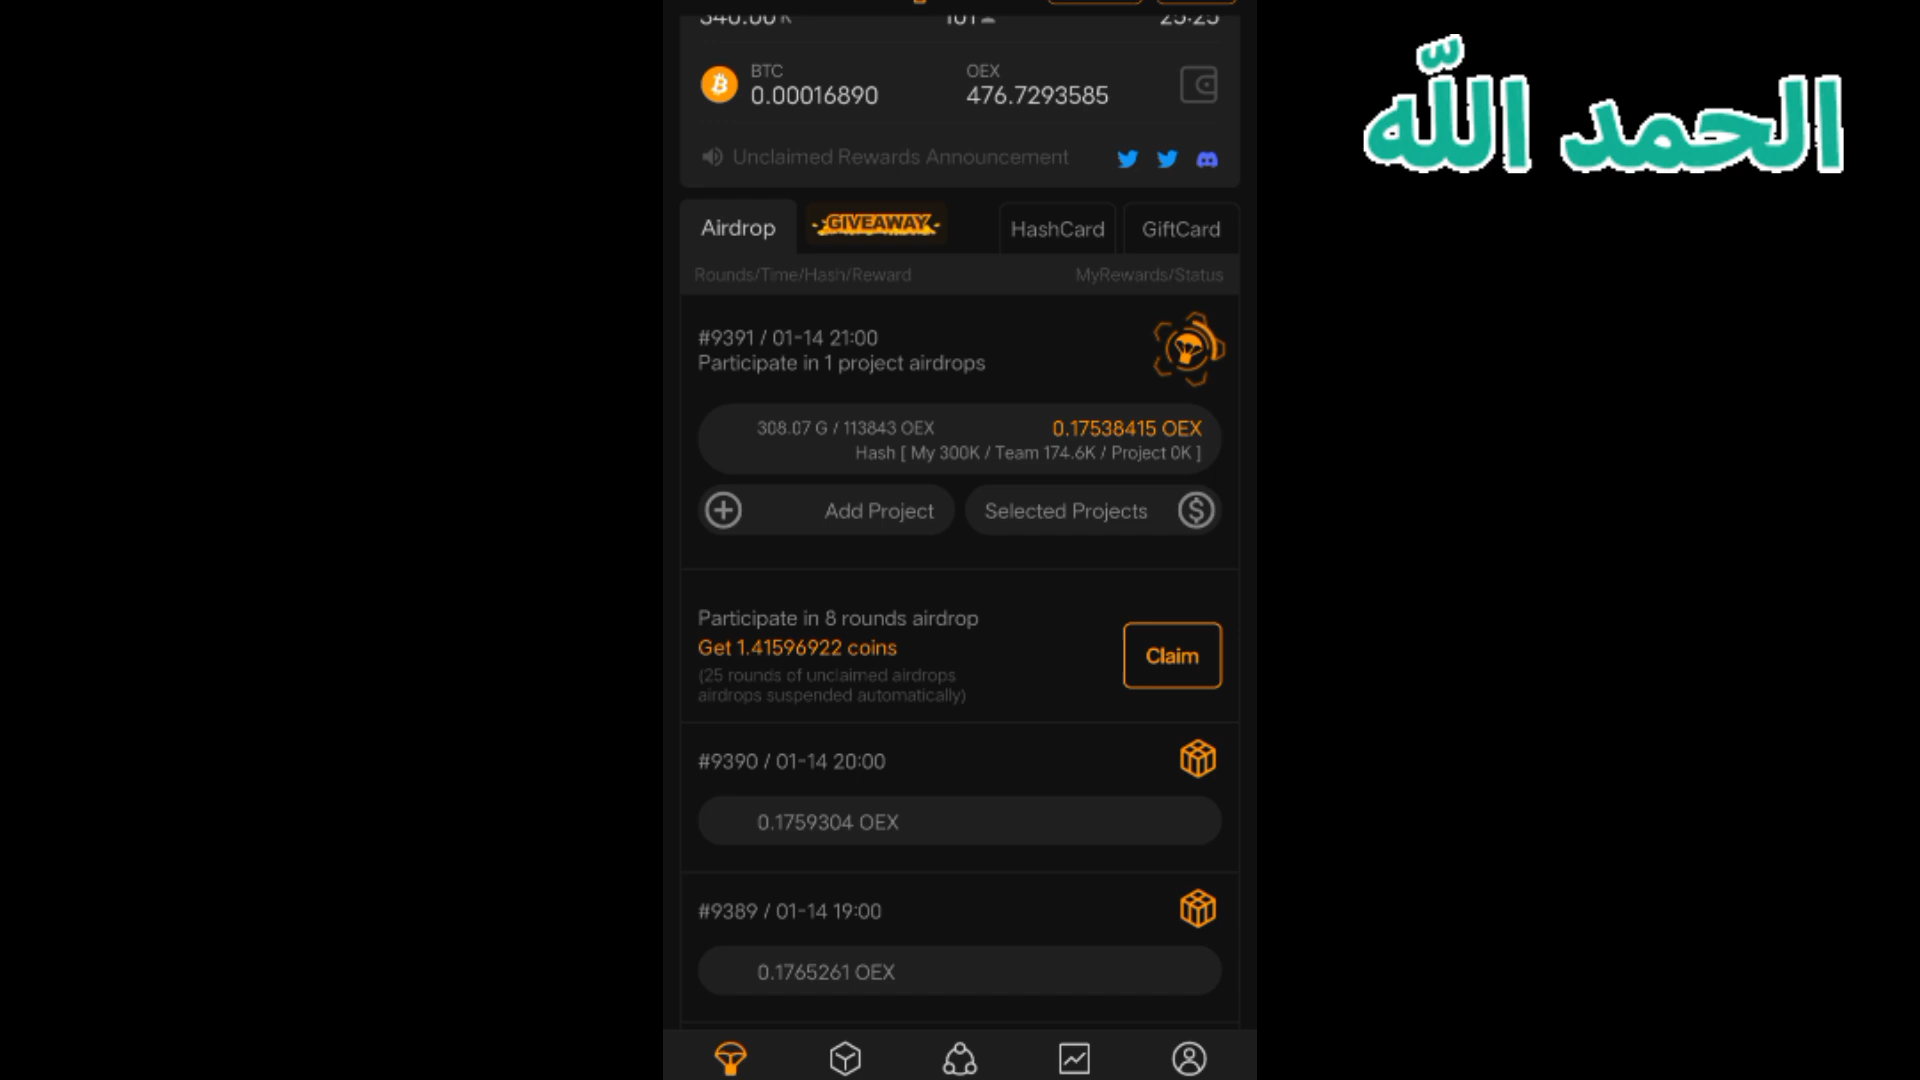 BTC OEX
0.00016890 476.7293585
Unclaimed Rewards Announcement
Airdrop GIVEAWAY HashCard GiftCard
Rounds/Time/Hash/Reward MyRewards/Status
#9391 / 01-14 21:00
Participate in 1 project airdrops
308.07 G / 113843 OEX 0.17538415 OEX
Hash [ My 300K / Team 174.6K / Project 0K ]
Add Project Selected Projects
Participate in 8 rounds airdrop
Get 1.41596922 coins
Claim
(25 rounds of unclaimed airdrops
airdrops suspended automatically)
#9390 / 01-14 20:00
0.1759304 OEX
#9389 / 01-14 19:00
0.1765261 OEX
الحمد اللّٰه